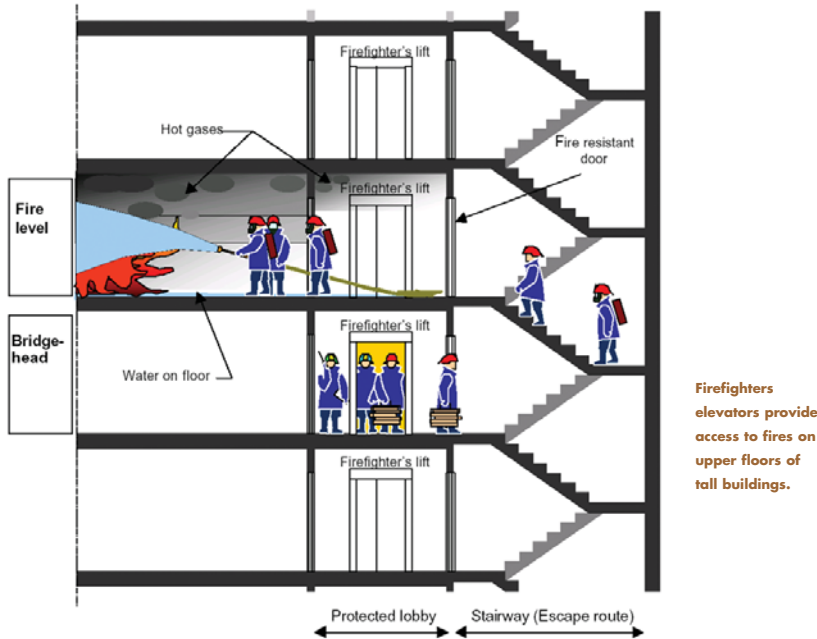 Firefighter's lift
Hot gases
Fire resistant
door
Firefighter's lift
Fire
level
Firefighter's lift
Bridge-
head
Water on floor
Firefighters
elevators provide
access to fires on
upper floors of
tall buildings.
Firefighter's lift
Protected lobby
Stairway (Escape route)